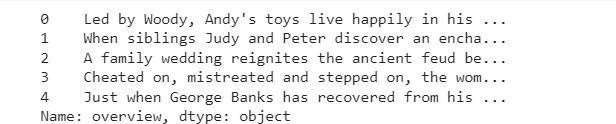 0    Led by Woody, Andy's toys live happily in his ...
1    When siblings Judy and Peter discover an encha...
2    A family wedding reignites the ancient feud be...
3    Cheated on, mistreated and stepped on, the wom...
4    Just when George Banks has recovered from his ...
Name: overview, dtype: object